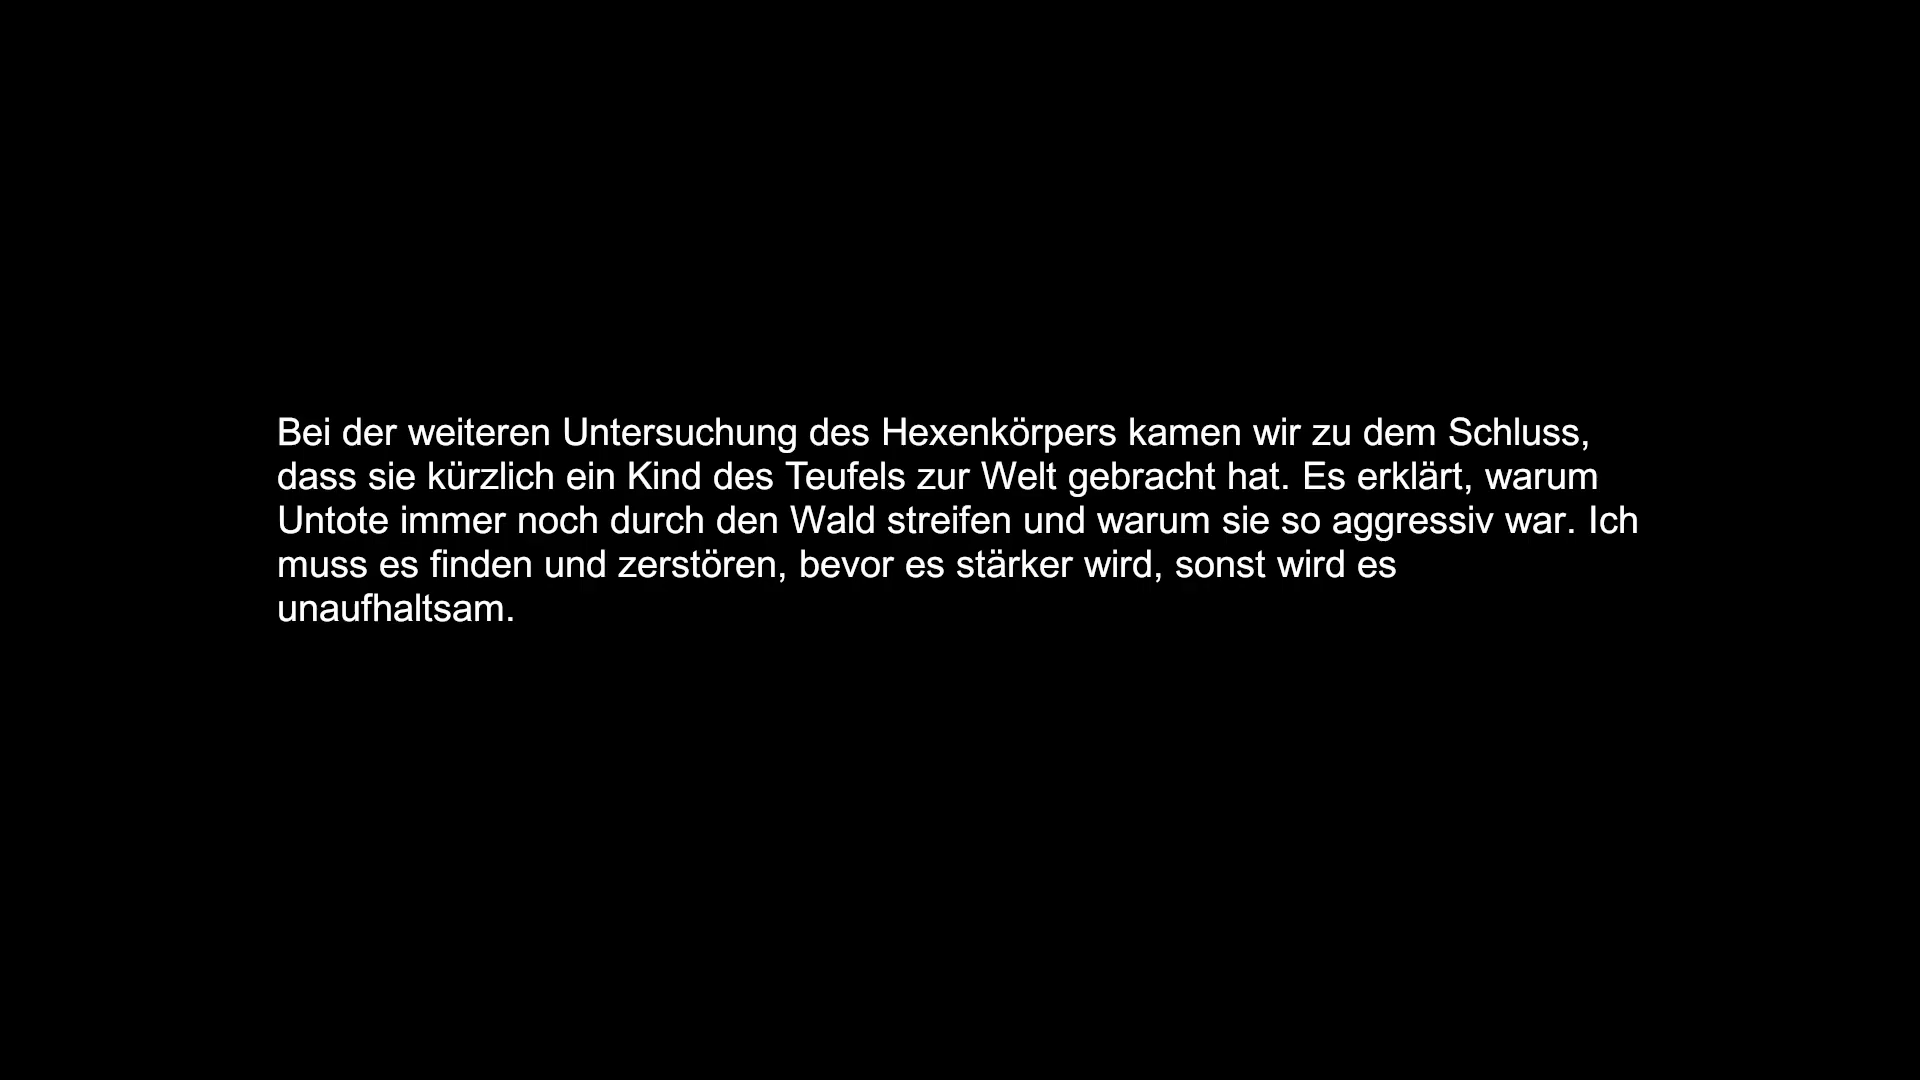 Bei der weiteren Untersuchung des Hexenkörpers kamen wir zu dem Schluss,
dass sie kürzlich ein Kind des Teufels zur Welt gebracht hat. Es erklärt, warum
Untote immer noch durch den Wald streifen und warum sie so aggressiv war. Ich
muss es finden und zerstören, bevor es stärker wird, sonst wird es
unaufhaltsam.